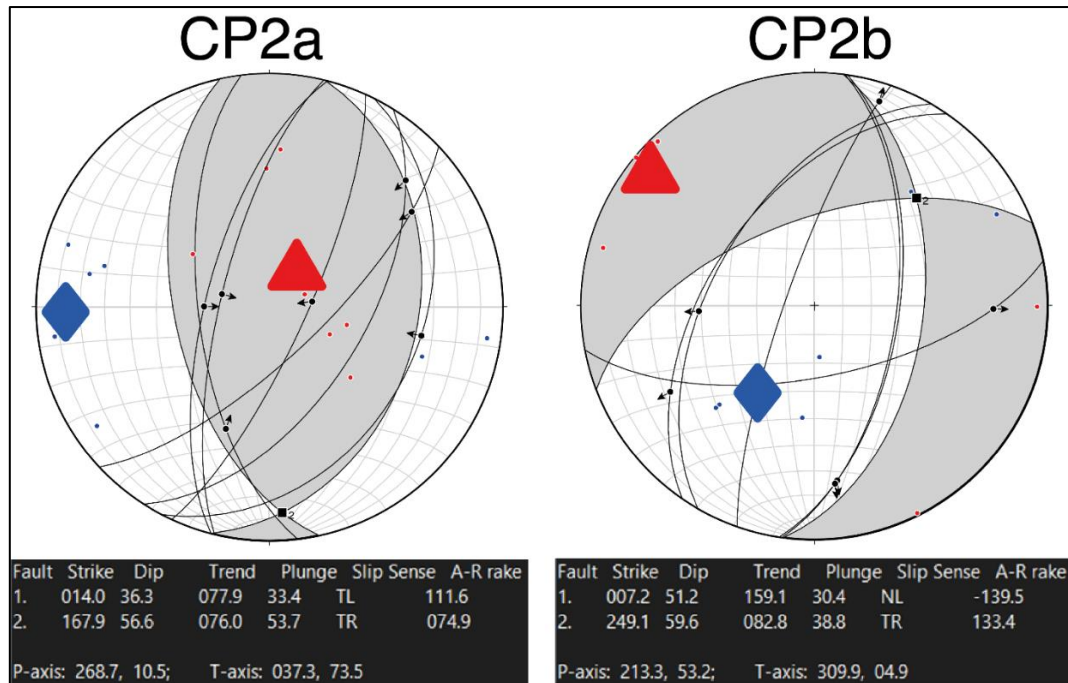 CP2a
2
Fault Strike Dip Trend Plunge Slip Sense A-R rake
1. 014.0 36.3 077.9 33.4 TL 111.6
2. 167.9 56.6 076.0 53.7 TR 074.9
P-axis: 268.7, 10.5; T-axis: 037.3, 73.5
CP2b
2
Fault Strike Dip Trend Plunge Slip Sense A-R rake
1. 007.2 51.2 159.1 30.4 NL -139.5
2. 249.1 59.6 082.8 38.8 TR 133.4
P-axis: 213.3, 53.2; T-axis: 309.9, 04.9